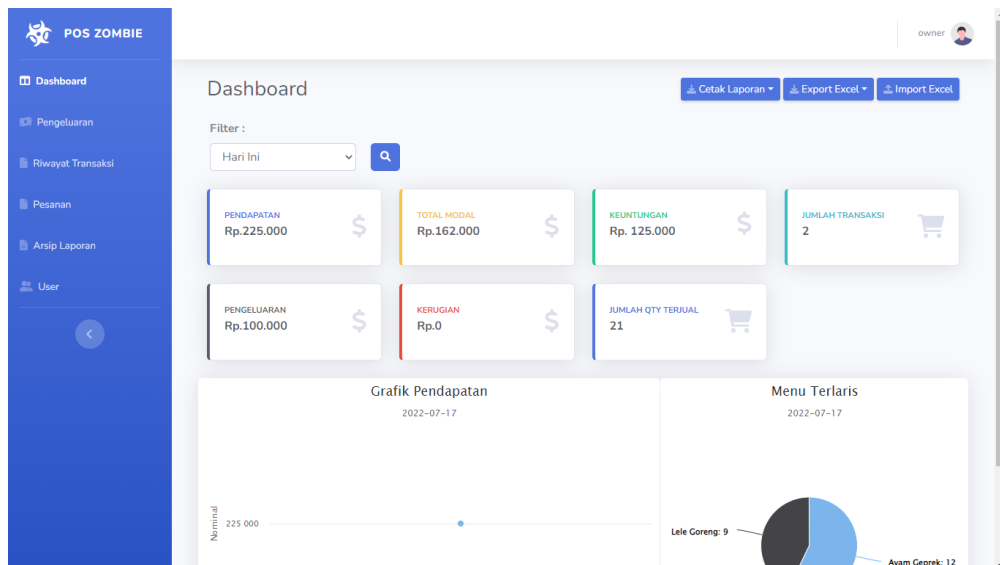 POS ZOMBIE
owner
Dashboard
Pengeluaran
Riwayat Transaksi
Pesanan
Arsip Laporan
User
Dashboard
Cetak Laporan
Export Excel
Import Excel
Filter :
Hari Ini
PENDAPATAN
Rp.225.000
TOTAL MODAL
Rp.162.000
KEUNTUNGAN
Rp. 125.000
JUMLAH TRANSAKSI
2
PENGELUARAN
Rp.100.000
KERUGIAN
Rp.0
JUMLAH QTY TERJUAL
21
Grafik Pendapatan
2022-07-17
Nominal
225 000
Menu Terlaris
2022-07-17
Lele Goreng: 9
Ayam Geprek: 12